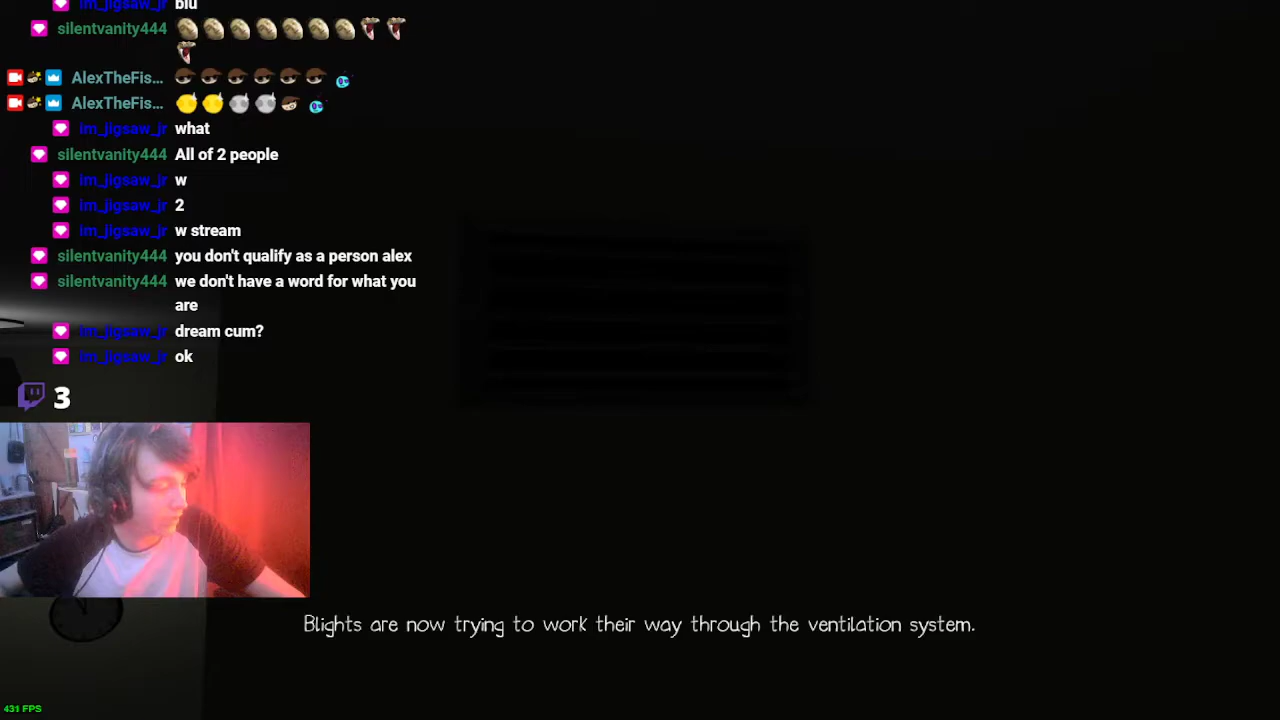 im_jigsaw_jr blu
silentvanity444
AlexTheFis...
AlexTheFis...
im_jigsaw_jr what
silentvanity444 All of 2 people
im_jigsaw_jr w
im_jigsaw_jr 2
im_jigsaw_jr w stream
silentvanity444 you don't qualify as a person alex
silentvanity444 we don't have a word for what you
are
im_jigsaw_jr dream cum?
im_jigsaw_jr ok
3
Blights are now trying to work their way through the ventilation system.
431 FPS